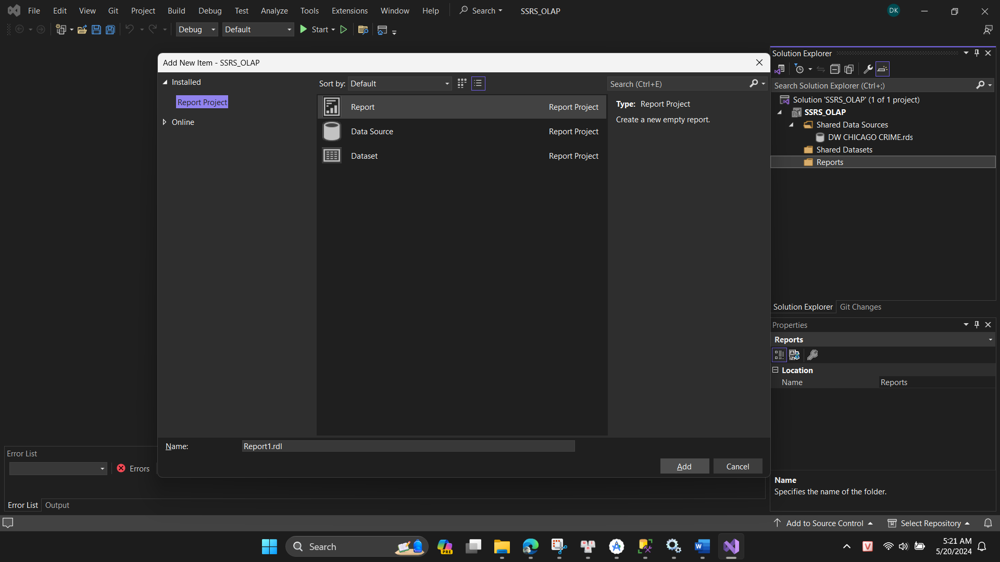 File Edit View Git Project Build Debug Test Analyze Tools Extensions Window Help Search SSRS_OLAP DK
Debug Default Start
Solution Explorer
Add New Item - SSRS_OLAP
Installed
Sort by: Default
Search (Ctrl+E)
Report Project
Online
Report Report Project
Data Source Report Project
Dataset Report Project
Type: Report Project
Create a new empty report.
Name: Report1.rdl
Add Cancel
Search Solution Explorer (Ctrl+;)
Solution 'SSRS_OLAP' (1 of 1 project)
SSRS_OLAP
Shared Data Sources
DW CHICAGO CRIME.rds
Shared Datasets
Reports
Solution Explorer Git Changes
Properties
Reports
Location
Name Reports
Name
Specifies the name of the folder.
Error List
Errors
Error List Output
Add to Source Control Select Repository
Search
PRE
W
V
5:21 AM
5/20/2024